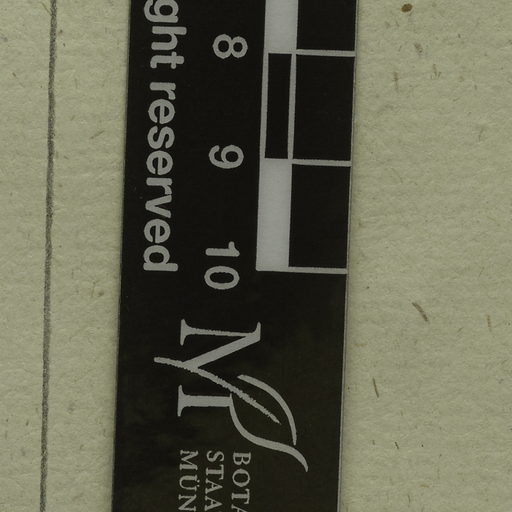 ght reserved
8
9
10
M
BOTA
STAA
MÜN